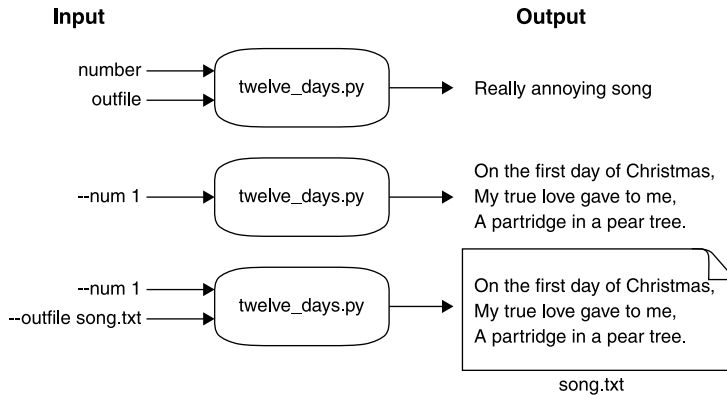 Input
Output
number
outfile
twelve_days.py
Really annoying song
--num 1
twelve_days.py
On the first day of Christmas,
My true love gave to me,
A partridge in a pear tree.
--num 1
--outfile song.txt
twelve_days.py
On the first day of Christmas,
My true love gave to me,
A partridge in a pear tree.
song.txt